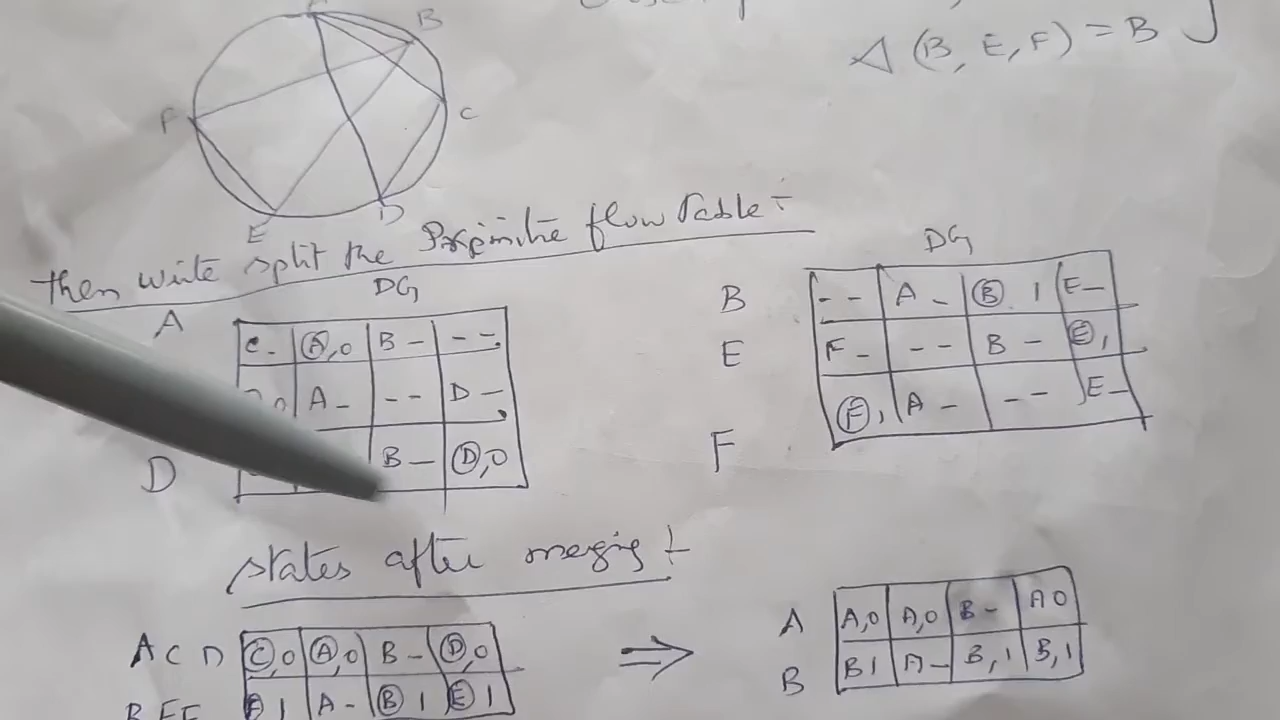 B
Δ (B, E, F) = B
F
C
E
D
then write split the flow table :-
DG
A
C - (A),0 B - - -
A - - - D -
D
B - (D),0
DG
B
- - A - (B) 1 E -
E
F - - - B - (E),
F
(F), A - - - E -
states after merging :-
A C D (C),0 (A),0 B - (D),0
B E F (F) 1 A - (B) 1 (E) 1
⇒
A A,0 A,0 B - A 0
B B 1 A - B,1 B,1